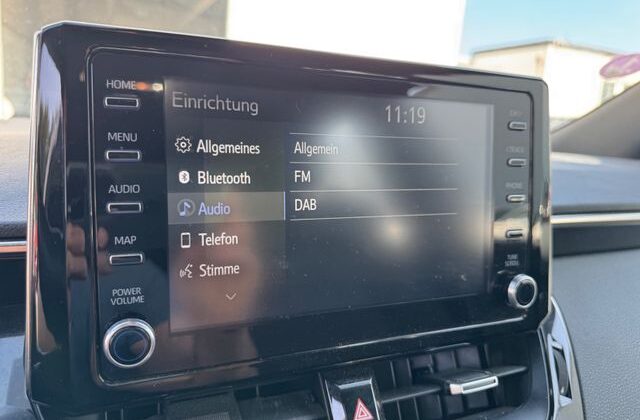 HOME
MENU
AUDIO
MAP
POWER
VOLUME
Einrichtung
11:19
Allgemeines
Bluetooth
Audio
Telefon
Stimme
Allgemein
FM
DAB
TRACK
PHONE
TUNE
SCROLL